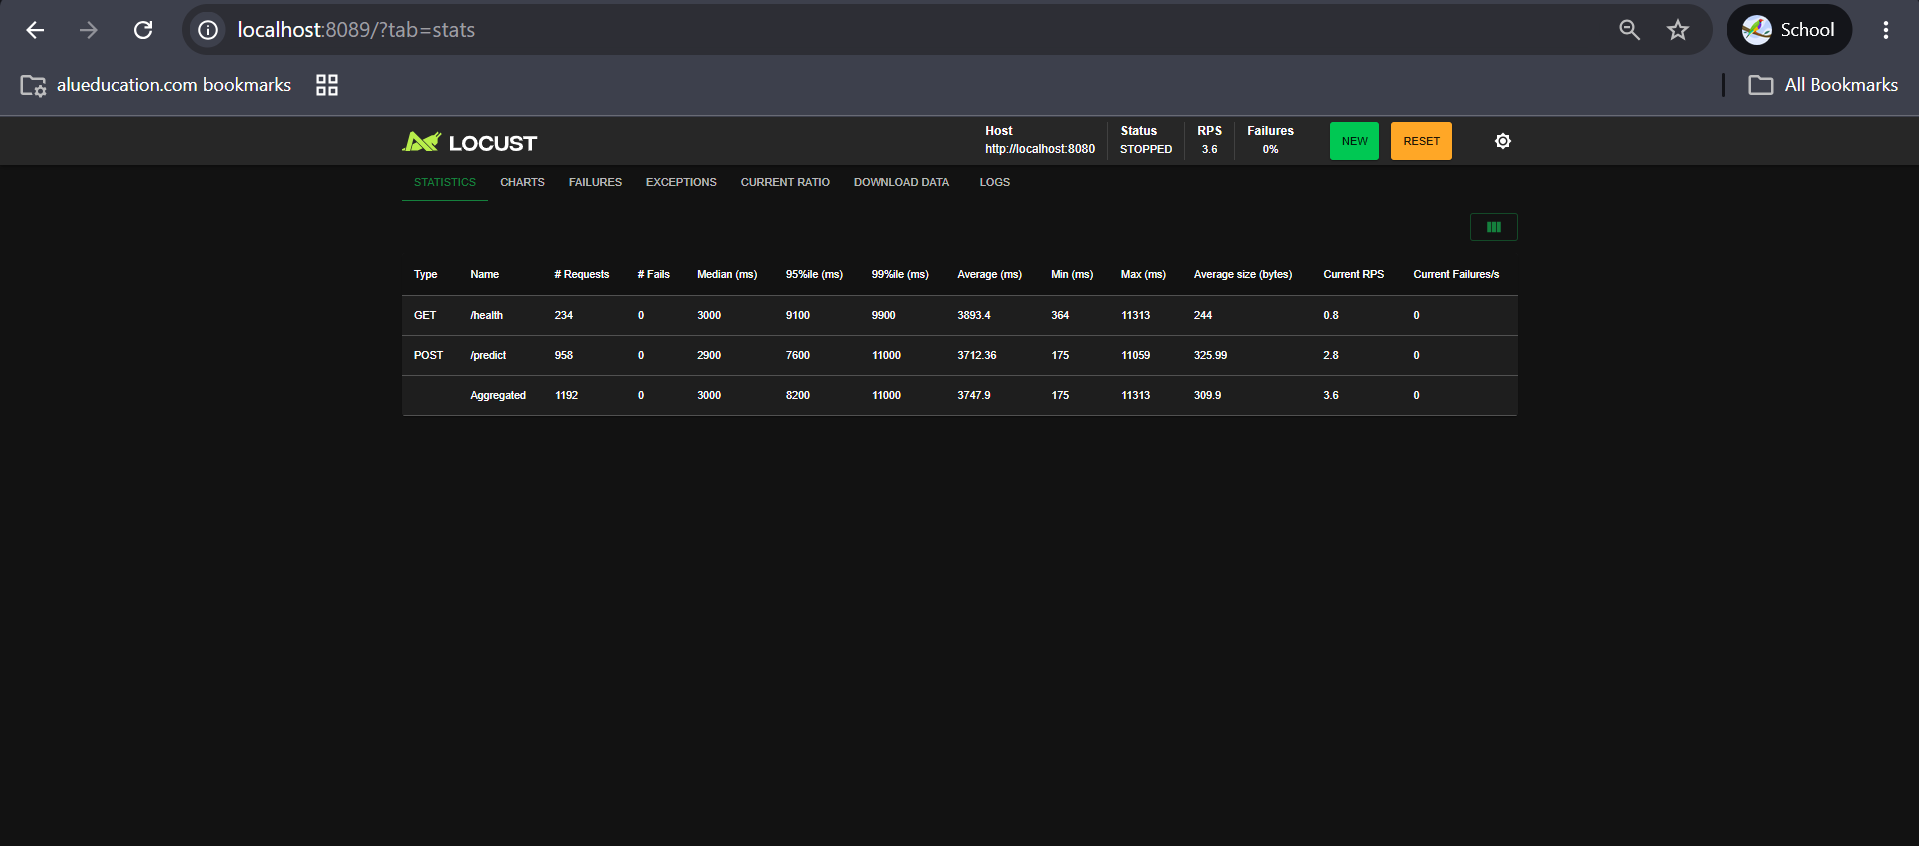 localhost:8089/?tab=stats
School
alueducation.com bookmarks
All Bookmarks
LOCUST
Host
http://localhost:8080
Status
STOPPED
RPS
3.6
Failures
0%
NEW
RESET
STATISTICS CHARTS FAILURES EXCEPTIONS CURRENT RATIO DOWNLOAD DATA LOGS
Type Name # Requests # Fails Median (ms) 95%ile (ms) 99%ile (ms) Average (ms) Min (ms) Max (ms) Average size (bytes) Current RPS Current Failures/s
GET /health 234 0 3000 9100 9900 3893.4 364 11313 244 0.8 0
POST /predict 958 0 2900 7600 11000 3712.36 175 11059 325.99 2.8 0
Aggregated 1192 0 3000 8200 11000 3747.9 175 11313 309.9 3.6 0